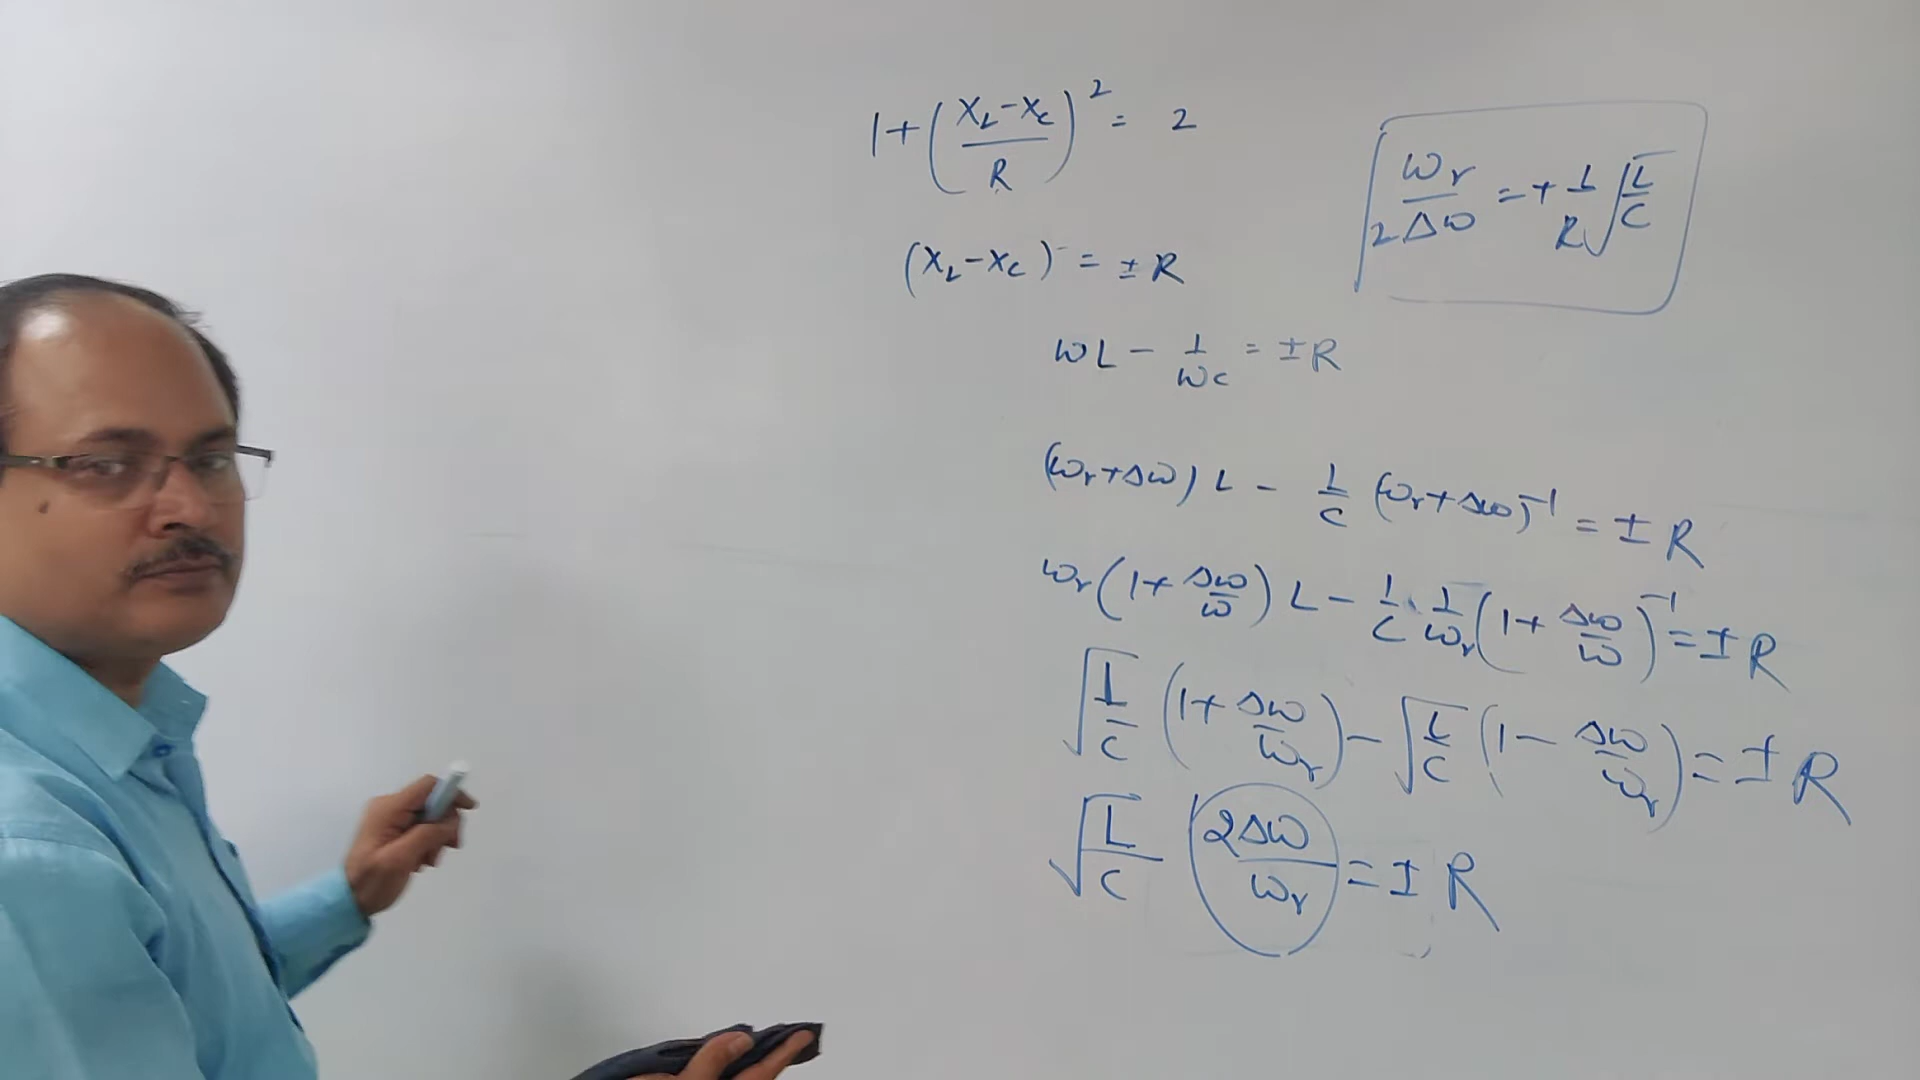 1+(X_L-X_C/R)^2 = 2
(X_L-X_C) = ±R
ωL - 1/ωc = ±R
(ω_r+Δω) L - 1/c (ω_r+Δω)^-1 = ± R
ω_r(1+ Δω/ω) L - 1/c · 1/ω_r (1+ Δω/ω)^-1 = ± R
√(L/C) (1+ Δω/ω_r) - √(L/C) (1- Δω/ω_r) = ± R
√(L/C) (2Δω/ω_r) = ± R
ω_r/2Δω = + 1/R √(L/C)